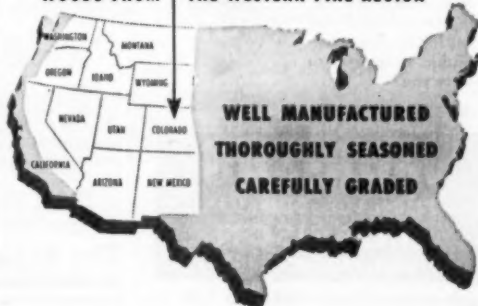 WOODS FROM THE WESTERN PINE REGION
WASHINGTON
MONTANA
OREGON
IDAHO
WYOMING
NEVADA
UTAH
COLORADO
CALIFORNIA
ARIZONA
NEW MEXICO
WELL MANUFACTURED
THOROUGHLY SEASONED
CAREFULLY GRADED